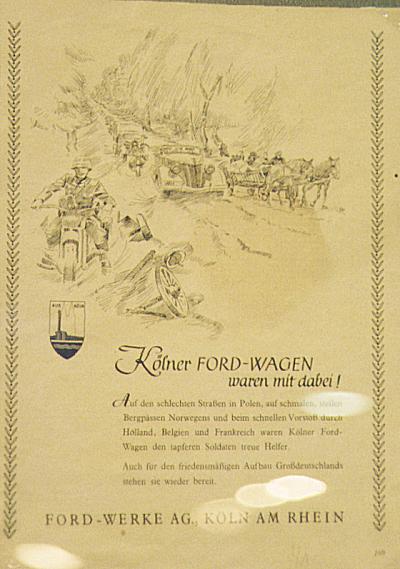 AUS KÖLN
Kölner FORD-WAGEN
waren mit dabei!
Auf den schlechten Straßen in Polen, auf schmalen, steilen
Bergpässen Norwegens und beim schnellen Vorstoß durch
Holland, Belgien und Frankreich waren Kölner Ford-
Wagen den tapferen Soldaten treue Helfer.
Auch für den friedensmäßigen Aufbau Großdeutschlands
stehen sie wieder bereit.
FORD-WERKE AG., KÖLN AM RHEIN